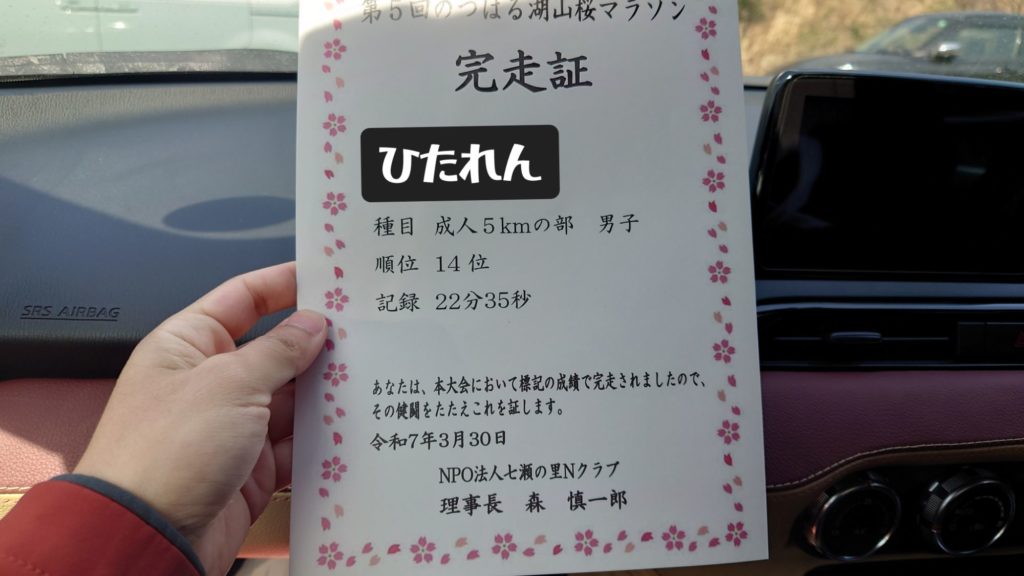 第5回のつはる湖山桜マラソン
完走証
ひたれん
種目 成人5kmの部 男子
順位 14位
記録 22分35秒
あなたは、本大会において標記の成績で完走されましたので、
その健闘をたたえこれを証します。
令和7年3月30日
NPO法人七瀬の里Nクラブ
理事長 森 慎一郎
SRS AIRBAG